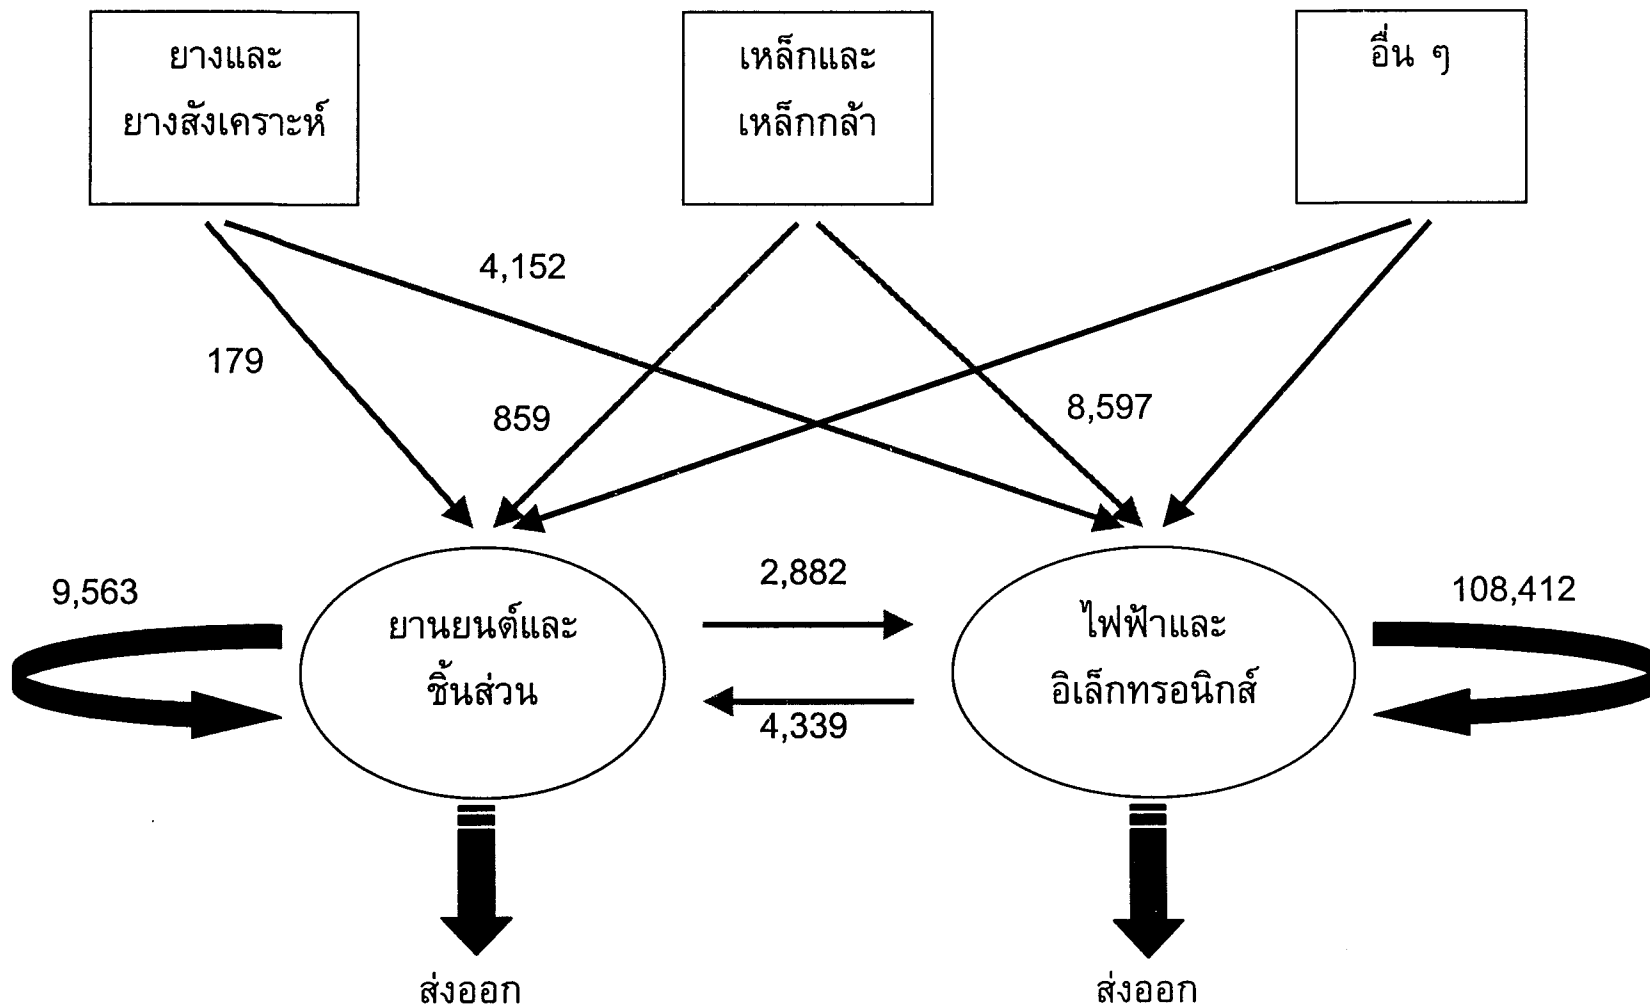 ยางและ
ยางสังเคราะห์
เหล็กและ
เหล็กกล้า
อื่น ๆ
4,152
179
859
8,597
9,563
ยานยนต์และ
ชิ้นส่วน
2,882
4,339
ไฟฟ้าและ
อิเล็กทรอนิกส์
108,412
ส่งออก
ส่งออก